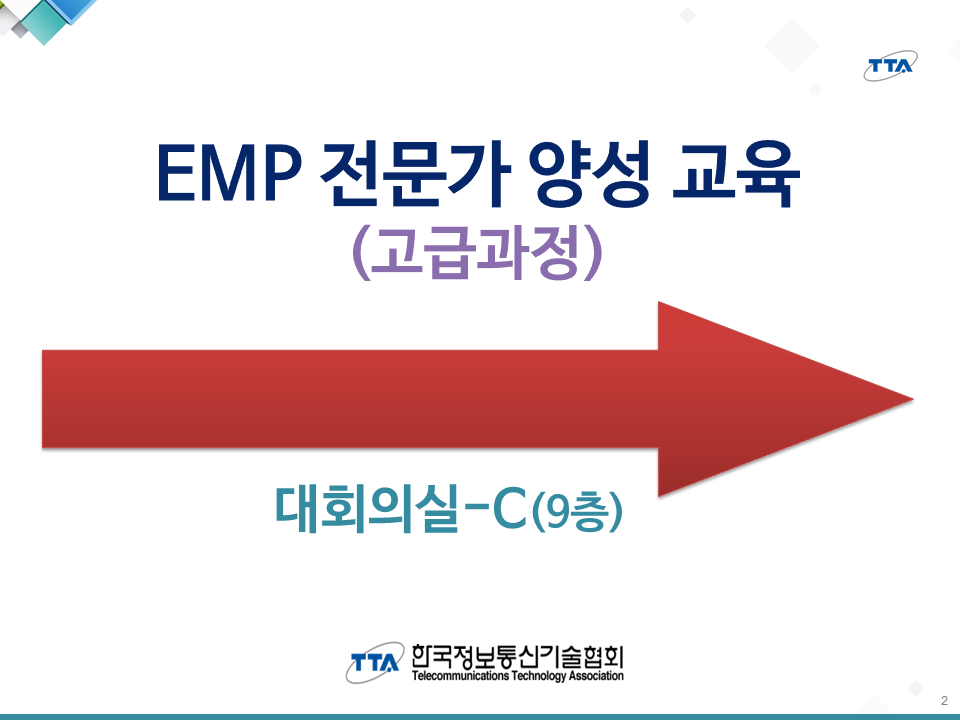 TTA
EMP 전문가 양성 교육
(고급과정)
대회의실-C(9층)
TTA 한국정보통신기술협회
Telecommunications Technology Association
2